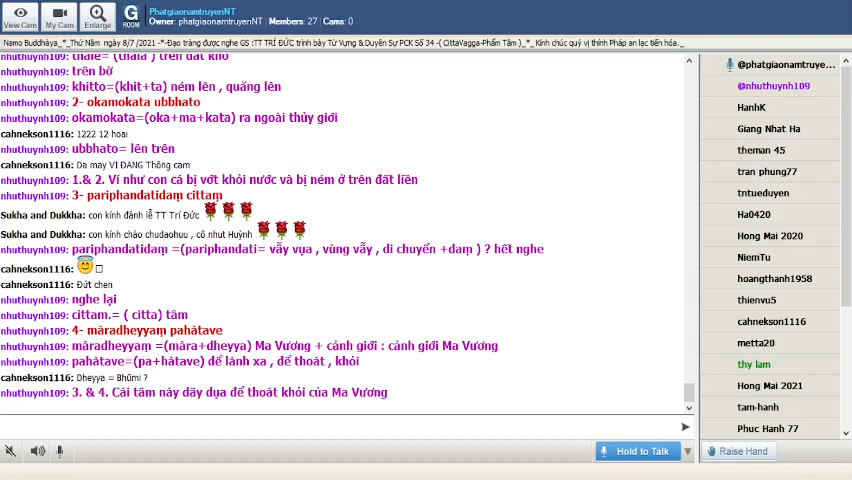 View Cam
My Cam
Enlarge
G
ROOM
PhatgiaonamtruyenNT
Owner: phatgiaonamtruyenNT | Members: 27 | Cams: 0
Namo Buddhàya_*_Thứ Năm ngày 8/7 /2021 -*-Đạo tràng được nghe GS :TT TRÍ ĐỨC trình bày Từ Vựng & Duyên Sự PCK Số 34 -( CittaVagga-Phẩm Tâm )_*_Kính chúc quý vị thính Pháp an lạc tiến hóa._
nhuthuynh109: thale= (thala ) trên đất khô
nhuthuynh109: trên bờ
nhuthuynh109: khitto=(khit+ta) ném lên , quăng lên
nhuthuynh109: 2- okamokata ubbhato
nhuthuynh109: okamokata=(oka+ma+kata) ra ngoài thủy giới
cahnekson1116: 1222 12 hoai
nhuthuynh109: ubbhato= lên trên
cahnekson1116: Da may VI ĐANG Thông cam
nhuthuynh109: 1.& 2. Ví như con cá bị vớt khỏi nước và bị ném ở trên đất liền
nhuthuynh109: 3- pariphandatidaṃ cittaṃ
Sukha and Dukkha: con kính đảnh lễ TT Trí Đức
Sukha and Dukkha: con kính chào chudaohuu , cô nhut Huỳnh
nhuthuynh109: pariphandatidaṃ =(pariphandati= vẫy vụa , vùng vẫy , di chuyển +daṃ ) ? hết nghe
cahnekson1116:
cahnekson1116: Đứt chen
nhuthuynh109: nghe lại
nhuthuynh109: cittam.= ( citta) tâm
nhuthuynh109: 4- màradheyyaṃ pahàtave
nhuthuynh109: màradheyyaṃ =(màra+dheyya) Ma Vương + cảnh giới : cảnh giới Ma Vương
nhuthuynh109: pahàtave=(pa+hàtave) để lánh xa , để thoát , khỏi
cahnekson1116: Dheyya = Bhũmi ?
nhuthuynh109: 3. & 4. Cái tâm này dãy dụa để thoát khỏi của Ma Vương
Hold to Talk
@phatgiaonamtruye...
@nhuthuynh109
HanhK
Giang Nhat Ha
theman 45
tran phung77
tntueduyen
Ha0420
Hong Mai 2020
NiemTu
hoangthanh1958
thienvu5
cahnekson1116
metta20
thy lam
Hong Mai 2021
tam-hanh
Phuc Hanh 77
Raise Hand